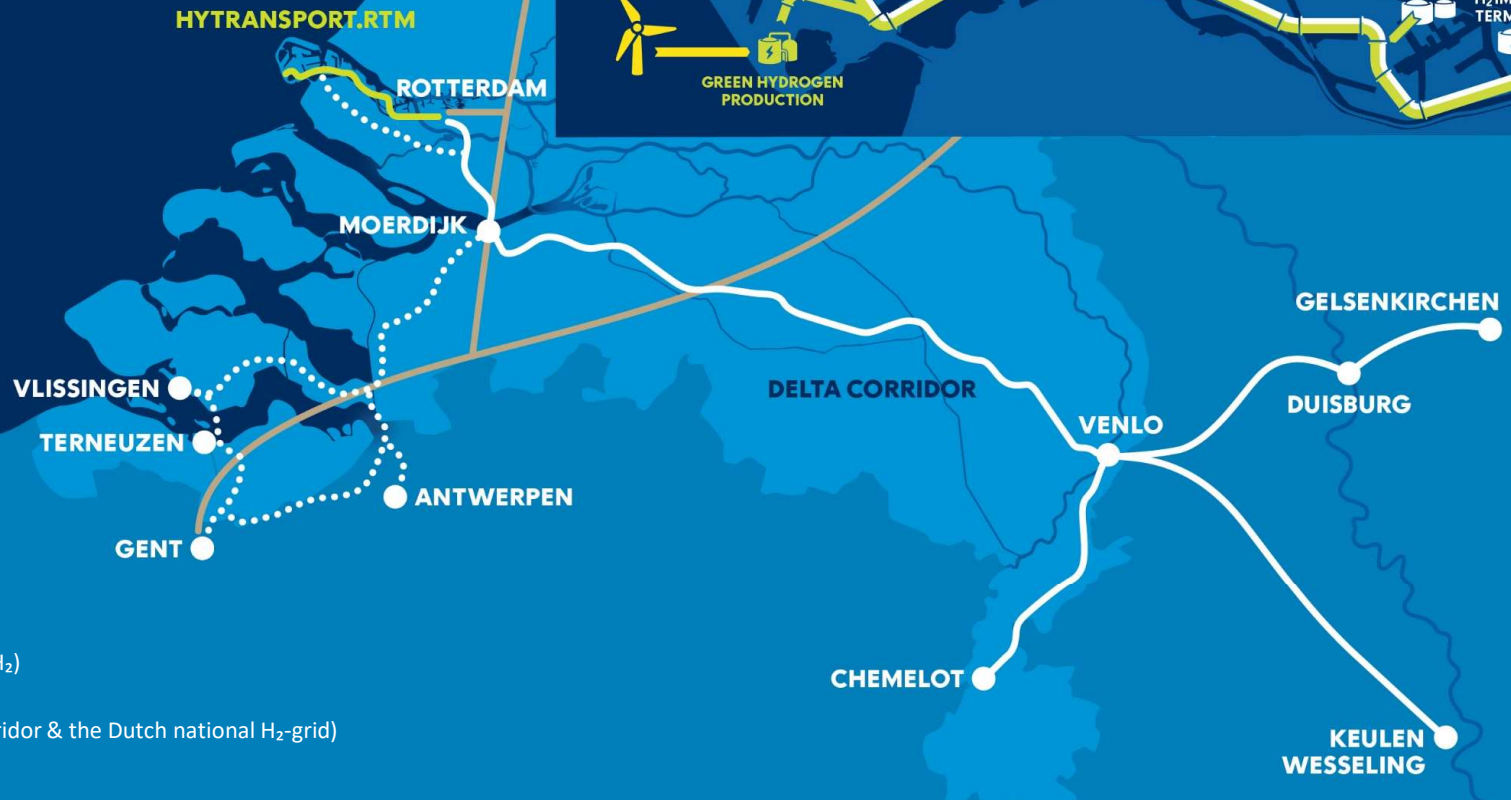 HYTRANSPORT.RTM
ROTTERDAM
GREEN HYDROGEN
PRODUCTION
MOERDIJK
GELSENKIRCHEN
VLISSINGEN
DELTA CORRIDOR
DUISBURG
VENLO
TERNEUZEN
ANTWERPEN
GENT
H₂)
CHEMELOT
& the Dutch national H₂-grid)
KEULEN
WESSELING